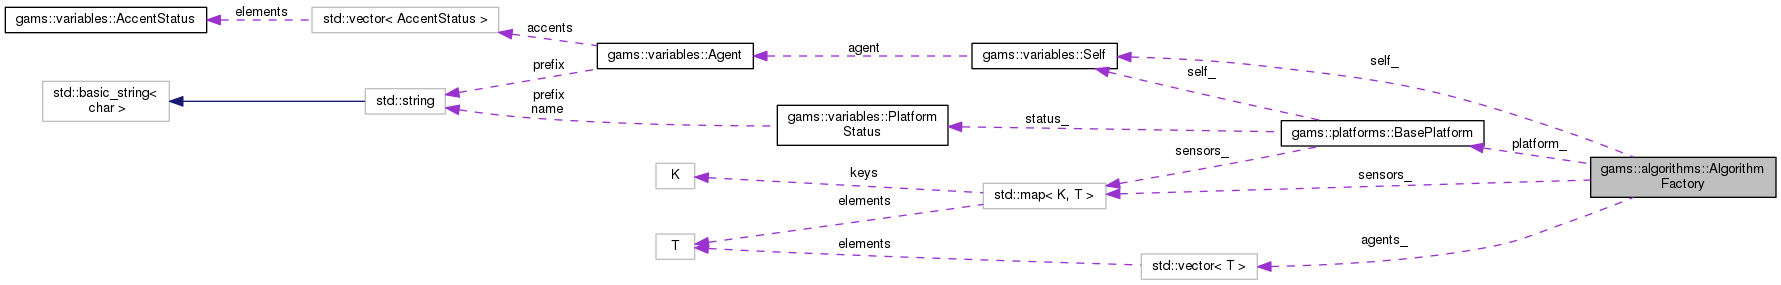 gams::variables::AccentStatus
elements
std::vector< AccentStatus >
accents
gams::variables::Agent
agent
gams::variables::Self
self_
self_
prefix
std::basic_string<
char >
std::string
prefix
name
gams::variables::Platform
Status
status_
gams::platforms::BasePlatform
platform_
gams::algorithms::Algorithm
Factory
sensors_
sensors_
K
keys
std::map< K, T >
elements
T
elements
std::vector< T >
agents_